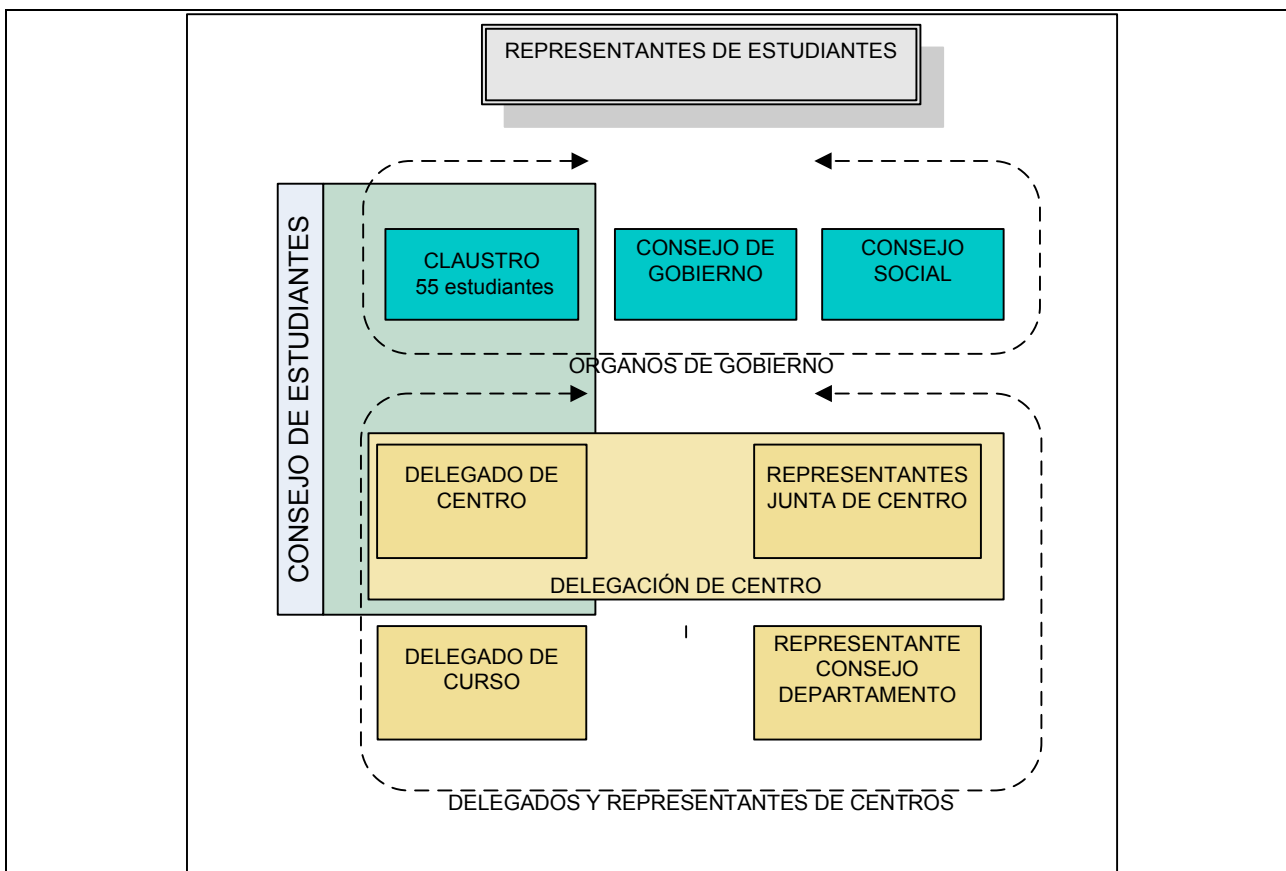 REPRESENTANTES DE ESTUDIANTES
CONSEJO DE ESTUDIANTES
CLAUSTRO
55 estudiantes
CONSEJO DE
GOBIERNO
CONSEJO
SOCIAL
ORGANOS DE GOBIERNO
DELEGADO DE
CENTRO
REPRESENTANTES
JUNTA DE CENTRO
DELEGACIÓN DE CENTRO
DELEGADO DE
CURSO
REPRESENTANTE
CONSEJO
DEPARTAMENTO
DELEGADOS Y REPRESENTANTES DE CENTROS